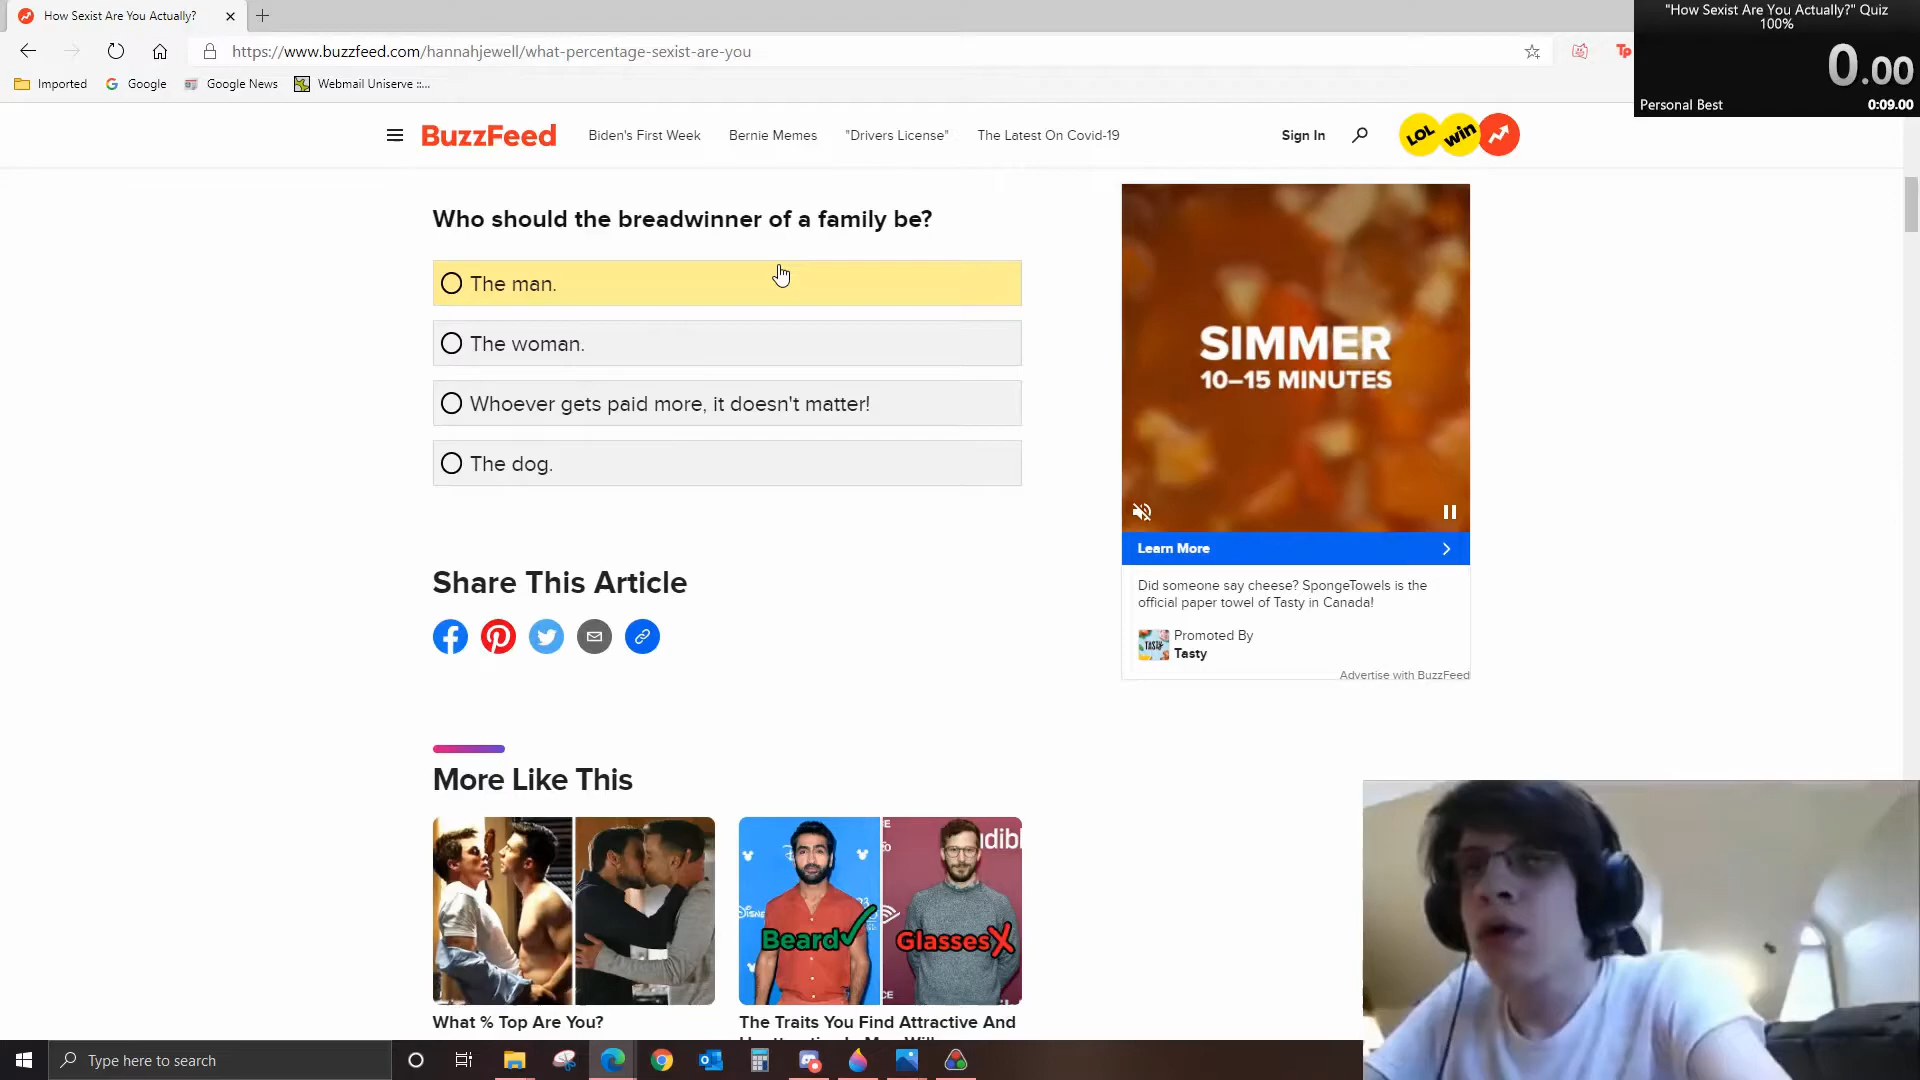 How Sexist Are You Actually?
https://www.buzzfeed.com/hannahjewell/what-percentage-sexist-are-you
Imported
Google
Google News
Webmail Uniserve ::...
"How Sexist Are You Actually?" Quiz
100%
0.00
Personal Best
0:09.00
BuzzFeed
Biden's First Week
Bernie Memes
"Drivers License"
The Latest On Covid-19
Sign In
LOL
win
Who should the breadwinner of a family be?
The man.
The woman.
Whoever gets paid more, it doesn't matter!
The dog.
SIMMER
10–15 MINUTES
Learn More
Did someone say cheese? SpongeTowels is the
official paper towel of Tasty in Canada!
TASTY
Promoted By
Tasty
Advertise with BuzzFeed
Share This Article
More Like This
Beard
Glasses
What % Top Are You?
The Traits You Find Attractive And
Type here to search